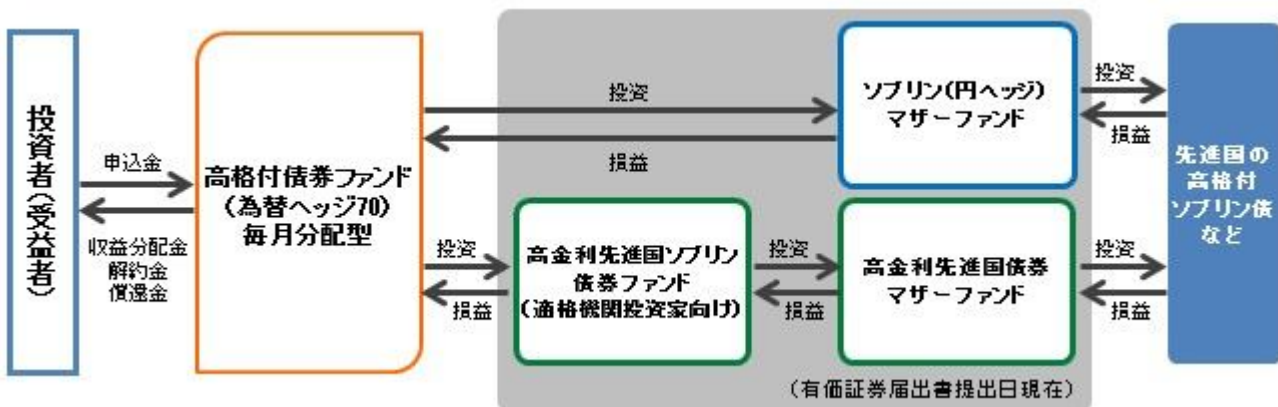 投資者(受益者)
申込金
収益分配金
解約金
償還金
高格付債券ファンド
(為替ヘッジ70)
毎月分配型
投資
損益
投資
損益
高金利先進国ソブリン
債券ファンド
(適格機関投資家向け)
投資
損益
ソブリン(円ヘッジ)
マザーファンド
高金利先進国債券
マザーファンド
(有価証券届出書提出日現在)
投資
損益
投資
損益
先進国の
高格付
ソブリン債
など